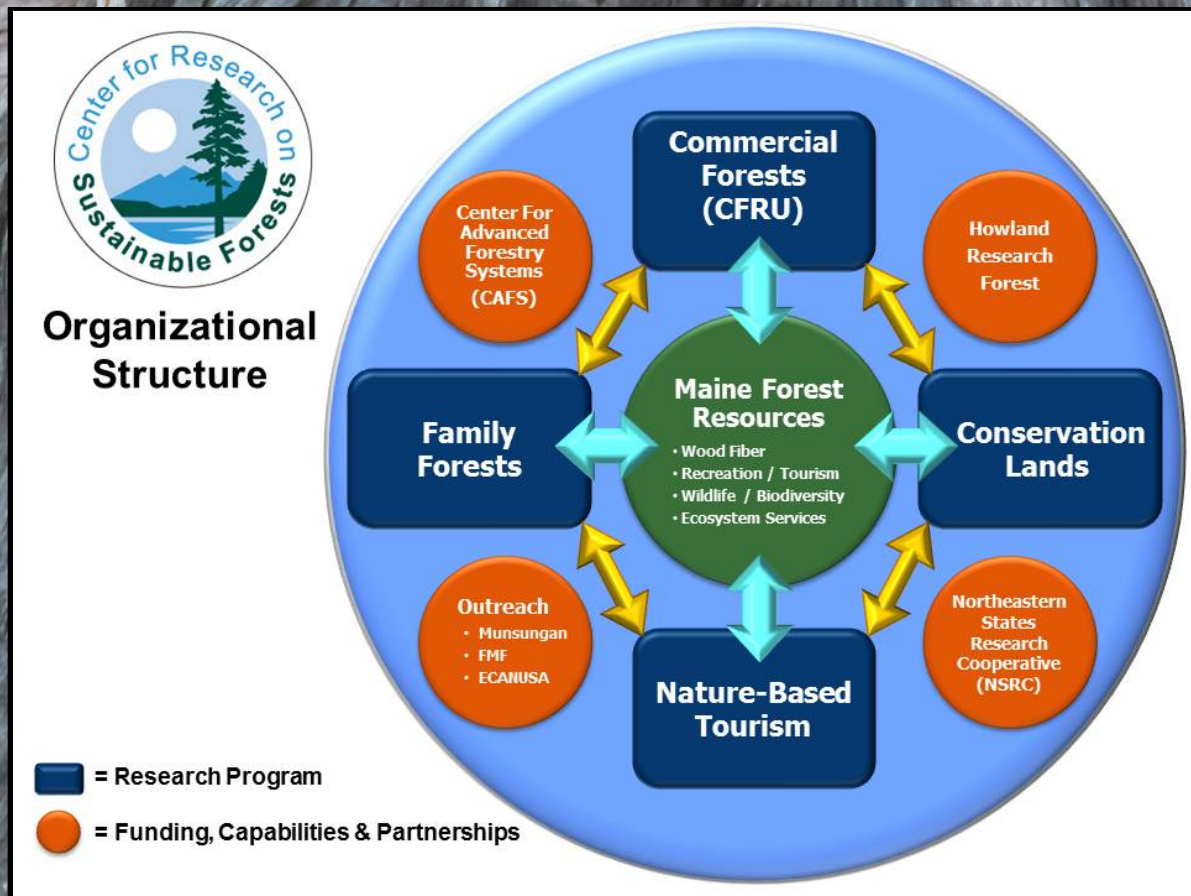 Center for Research on
Sustainable Forests
Organizational
Structure
Commercial
Forests
(CFRU)
Center For
Advanced
Forestry
Systems
(CAFS)
Howland
Research
Forest
Family
Forests
Maine Forest
Resources
• Wood Fiber
• Recreation / Tourism
• Wildlife / Biodiversity
• Ecosystem Services
Conservation
Lands
Outreach
• Munsungan
• FMF
• ECANUSA
Nature-Based
Tourism
Northeastern
States
Research
Cooperative
(NSRC)
= Research Program
= Funding, Capabilities & Partnerships